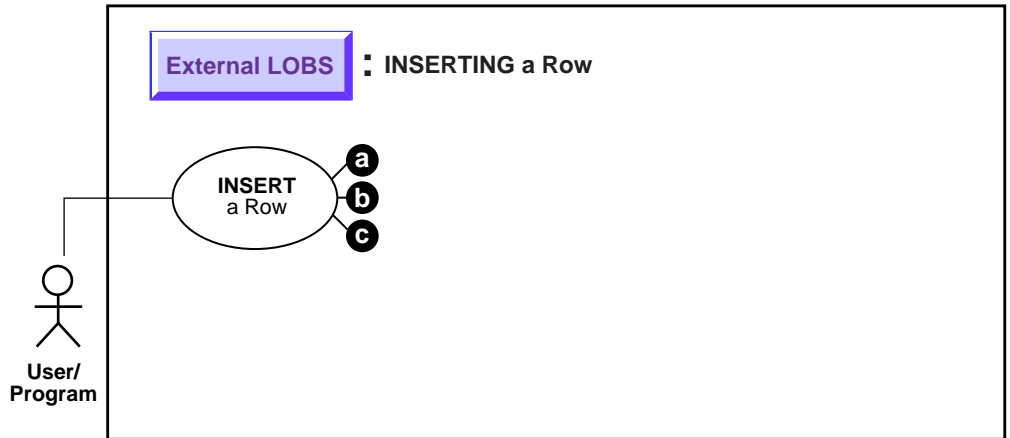 External LOBS : INSERTING a Row
INSERT
a Row
a
b
c
User/
Program